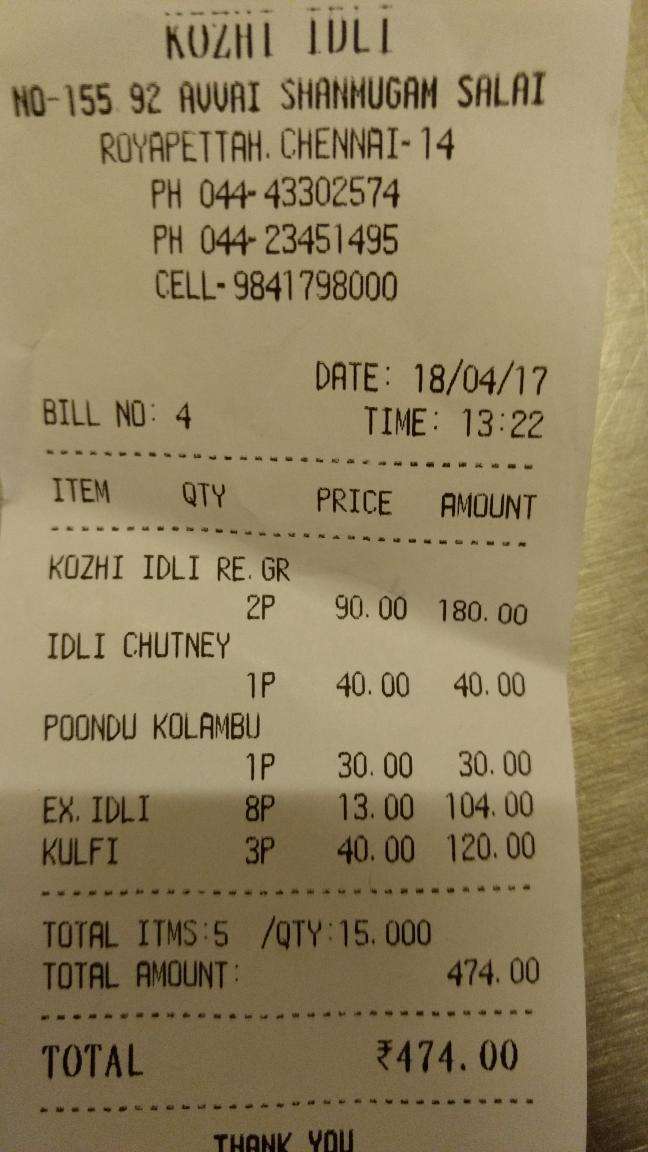 KOZHI IDLI
NO-155 92 AVVAI SHANMUGAM SALAI
ROYAPETTAH. CHENNAI-14
PH 044-43302574
PH 044-23451495
CELL-9841798000
DATE: 18/04/17
BILL NO: 4 TIME: 13:22
ITEM QTY PRICE AMOUNT
KOZHI IDLI RE.GR
2P 90.00 180.00
IDLI CHUTNEY
1P 40.00 40.00
POONDU KOLAMBU
1P 30.00 30.00
EX.IDLI 8P 13.00 104.00
KULFI 3P 40.00 120.00
TOTAL ITMS:5 /QTY:15.000
TOTAL AMOUNT: 474.00
TOTAL ₹474.00
THANK YOU